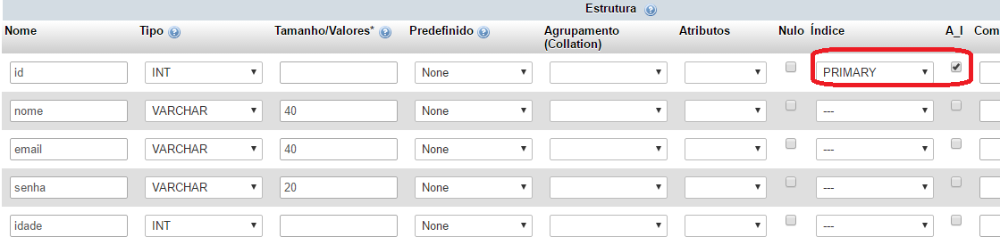 Estrutura
Nome Tipo Tamanho/Valores* Predefinido Agrupamento (Collation) Atributos Nulo Índice A_I Com
id INT None PRIMARY
nome VARCHAR 40 None ---
email VARCHAR 40 None ---
senha VARCHAR 20 None ---
idade INT None ---